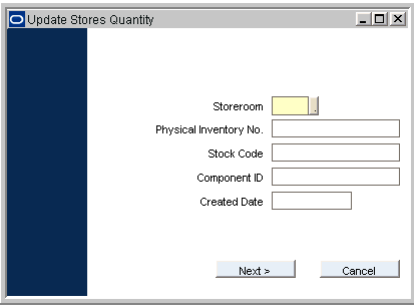 Update Stores Quantity
Storeroom
Physical Inventory No.
Stock Code
Component ID
Created Date
Next >
Cancel